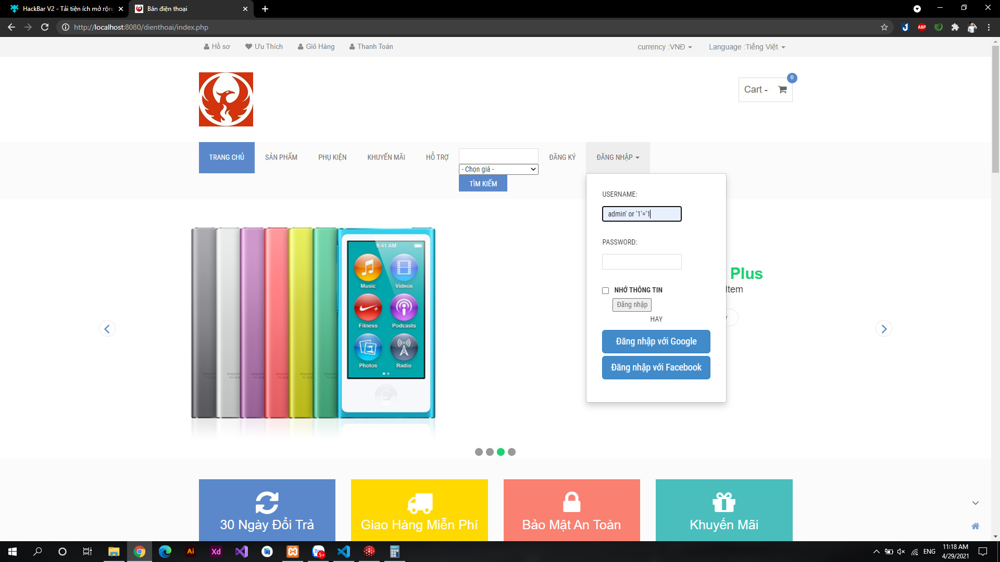 HackBar V2 - Tải tiện ích mở rộng
Bán điện thoại
http://localhost:8080/dienthoai/index.php
ABP
Hồ sơ
Ưu Thích
Giỏ Hàng
Thanh Toán
currency :VNĐ
Language :Tiếng Việt
Cart -
0
TRANG CHỦ
SẢN PHẨM
PHỤ KIỆN
KHUYẾN MÃI
HỖ TRỢ
- Chọn giá -
TÌM KIẾM
ĐĂNG KÝ
ĐĂNG NHẬP
USERNAME:
admin' or '1'='1
PASSWORD:
NHỚ THÔNG TIN
Đăng nhập
HAY
Đăng nhập với Google
Đăng nhập với Facebook
Plus
Item
9:41 AM
Music
Videos
Fitness
Podcasts
Photos
Radio
30 Ngày Đổi Trả
Giao Hàng Miễn Phí
Bảo Mật An Toàn
Khuyến Mãi
Ai
Xd
5+
ENG
11:18 AM
4/29/2021